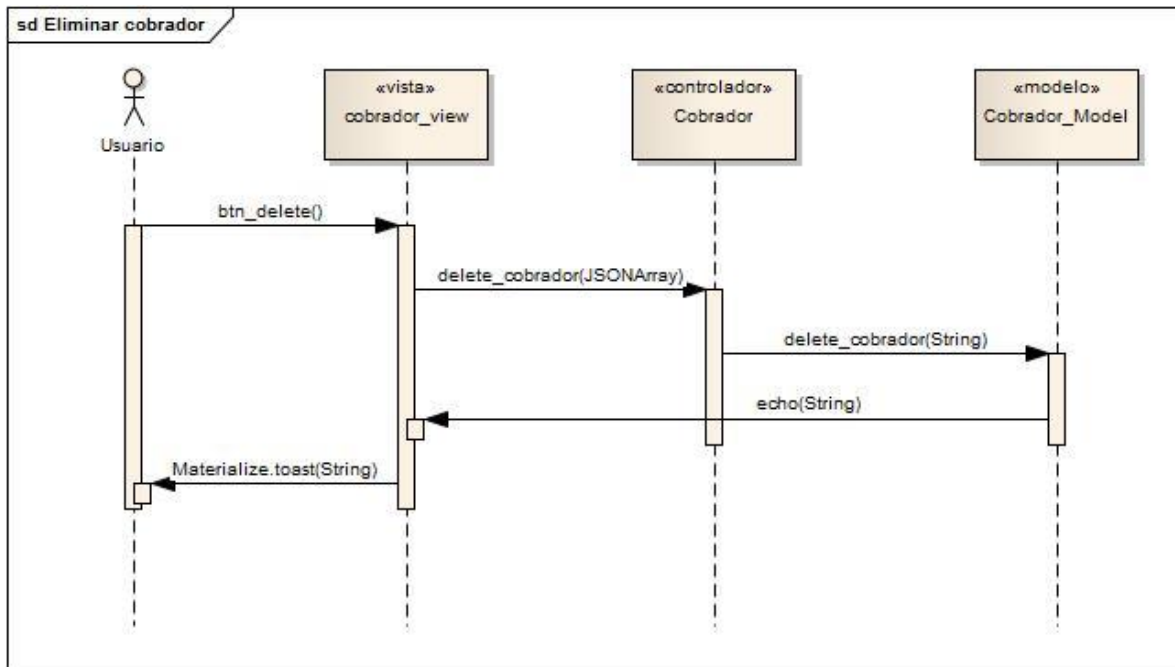 sd Eliminar cobrador
Usuario
«vista»
cobrador_view
«controlador»
Cobrador
«modelo»
Cobrador_Model
btn_delete()
delete_cobrador(JSONArray)
delete_cobrador(String)
echo(String)
Materialize.toast(String)